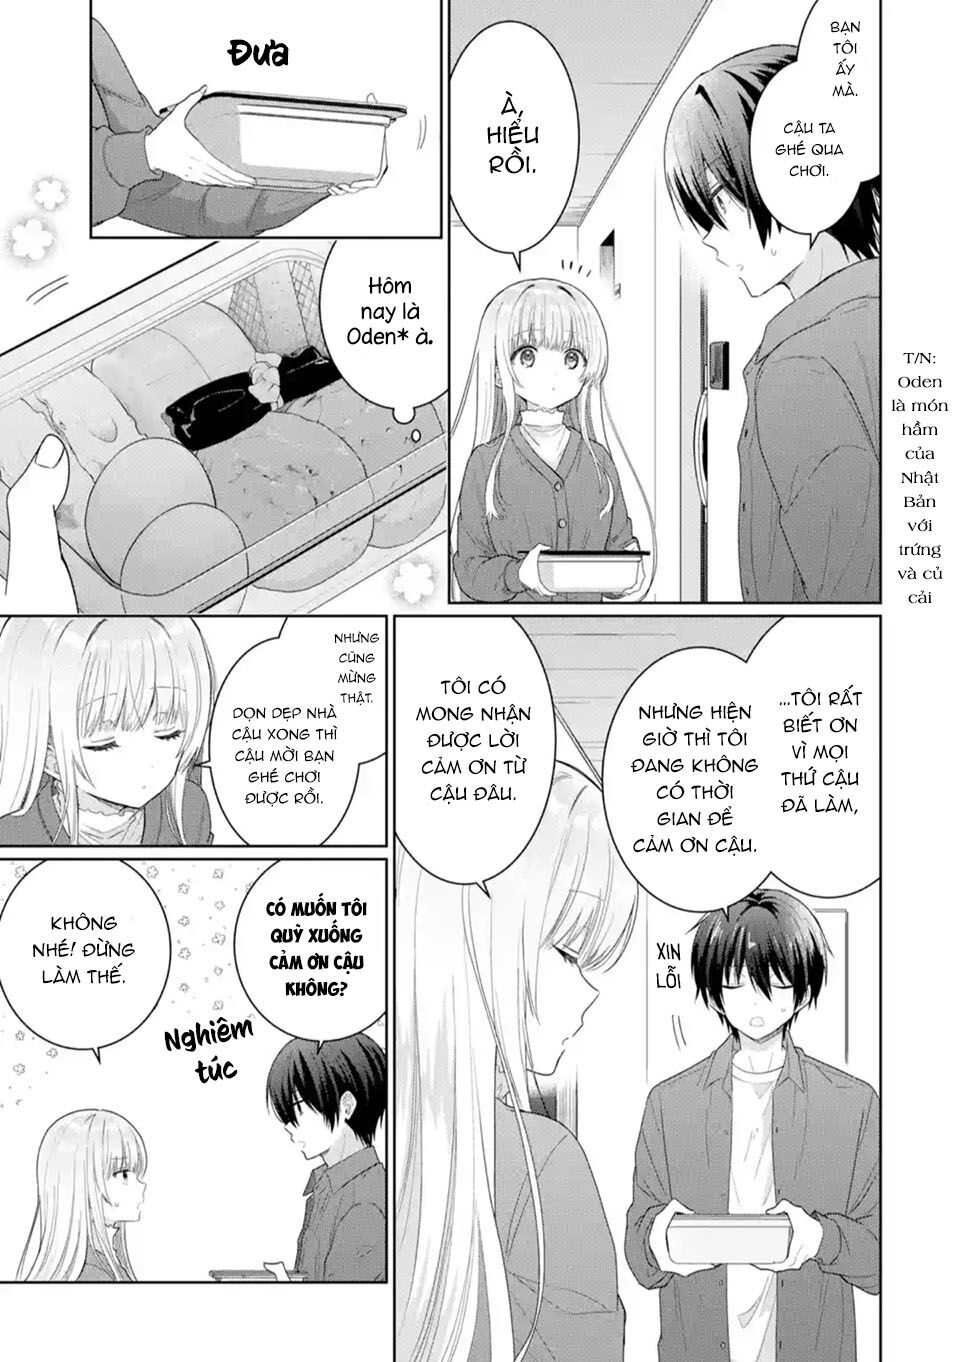 BẠN
TÔI
ẤY
MÀ.
CẬU TA
GHÉ QUA
CHƠI.
À,
HIỂU
RỒI.
Đưa
Hôm
nay là
Oden* à.
T/N:
Oden
là món
hầm
của
Nhật
Bản
với
trứng
và củ
cải
...TÔI RẤT
BIẾT ƠN
VÌ MỌI
THỨ CẬU
ĐÃ LÀM,
NHƯNG HIỆN
GIỜ THÌ TÔI
ĐANG KHÔNG
CÓ THỜI
GIAN ĐỂ
CẢM ƠN CẬU.
XIN
LỖI
TÔI CÓ
MONG NHẬN
ĐƯỢC LỜI
CẢM ƠN TỪ
CẬU ĐÂU.
NHƯNG
CŨNG
MỪNG
THẬT.
DỌN DẸP NHÀ
CẬU XONG THÌ
CẬU MỜI BẠN
GHÉ CHƠI
ĐƯỢC RỒI.
CÓ MUỐN TÔI
QUỲ XUỐNG
CẢM ƠN CẬU
KHÔNG?
Nghiêm
túc
KHÔNG
NHÉ! ĐỪNG
LÀM THẾ.